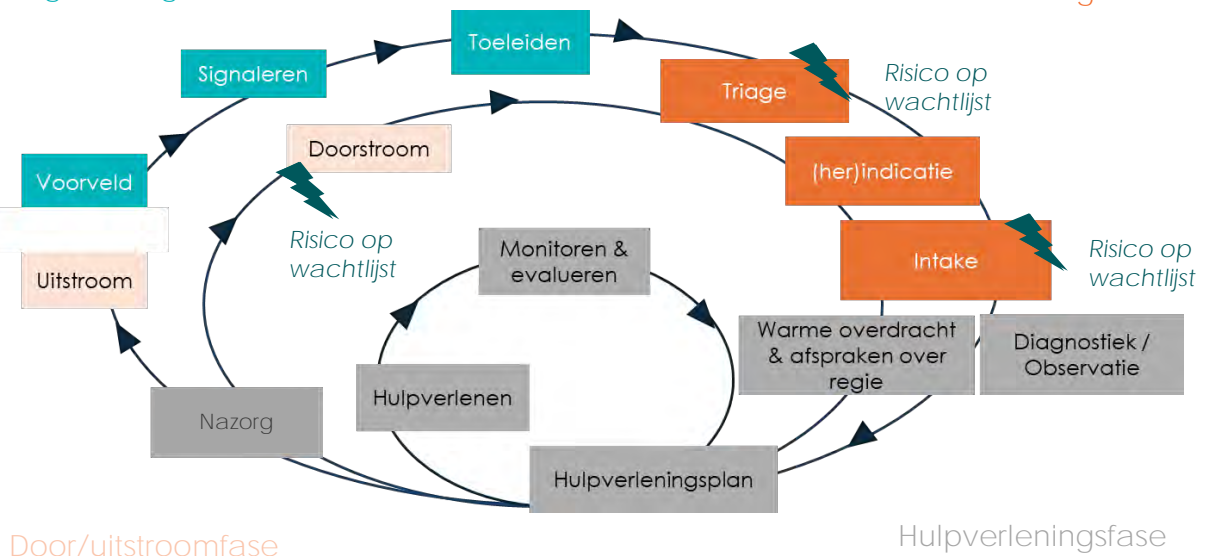 Toeleiden
Signaleren
Triage
Risico op
wachtlijst
Doorstroom
(her)indicatie
Voorveld
Risico op
wachtlijst
Monitoren &
evalueren
Intake
Risico op
wachtlijst
Uitstroom
Warme overdracht
& afspraken over
regie
Diagnostiek /
Observatie
Hulpverlenen
Nazorg
Hulpverleningsplan
Door/uitstroomfase
Hulpverleningsfase